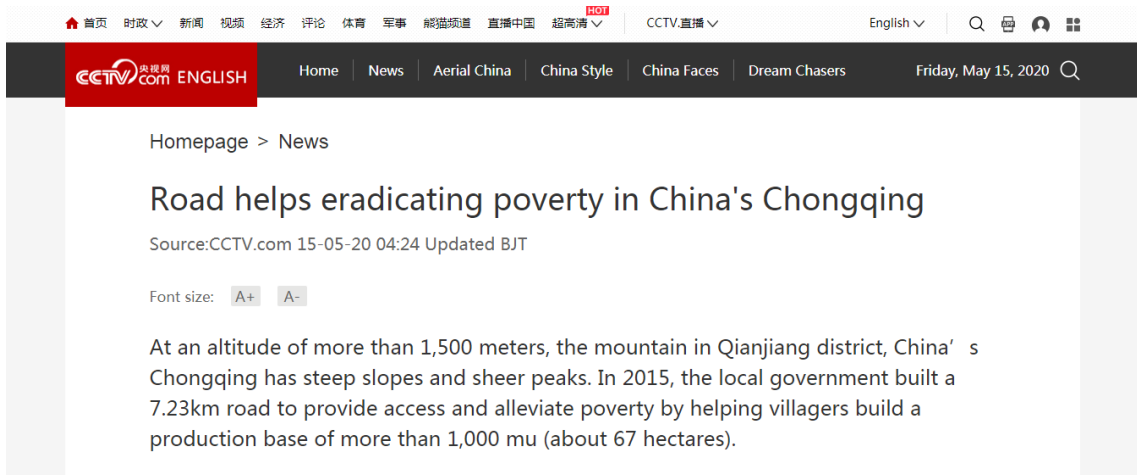 首页 时政 新闻 视频 经济 评论 体育 军事 熊猫频道 直播中国 超高清 HOT CCTV.直播 English APP
CCTV央视网.com ENGLISH Home News Aerial China China Style China Faces Dream Chasers Friday, May 15, 2020
Homepage > News
Road helps eradicating poverty in China's Chongqing
Source:CCTV.com 15-05-20 04:24 Updated BJT
Font size: A+ A-
At an altitude of more than 1,500 meters, the mountain in Qianjiang district, China’ s
Chongqing has steep slopes and sheer peaks. In 2015, the local government built a
7.23km road to provide access and alleviate poverty by helping villagers build a
production base of more than 1,000 mu (about 67 hectares).